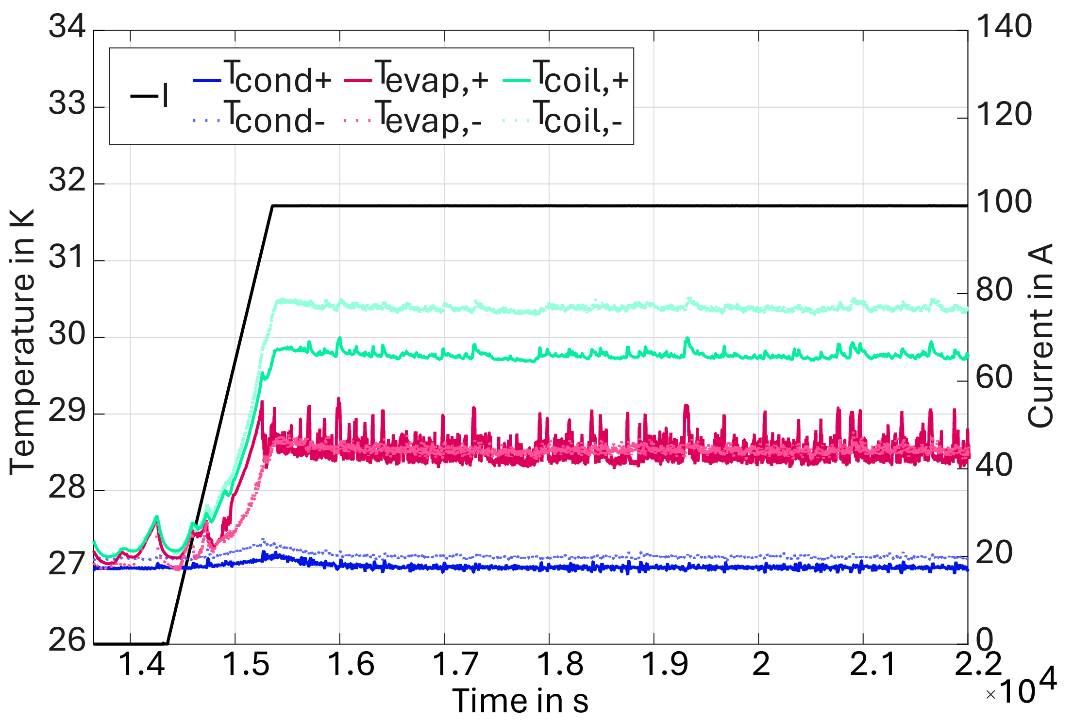 34
33
32
31
30
29
28
27
26
Temperature in K
I
Tcond+ Tevap,+ Tcoil,+
Tcond- Tevap,- Tcoil,-
140
120
100
80
60
40
20
0
Current in A
1.4 1.5 1.6 1.7 1.8 1.9 2 2.1 2.2
×10⁴
Time in s